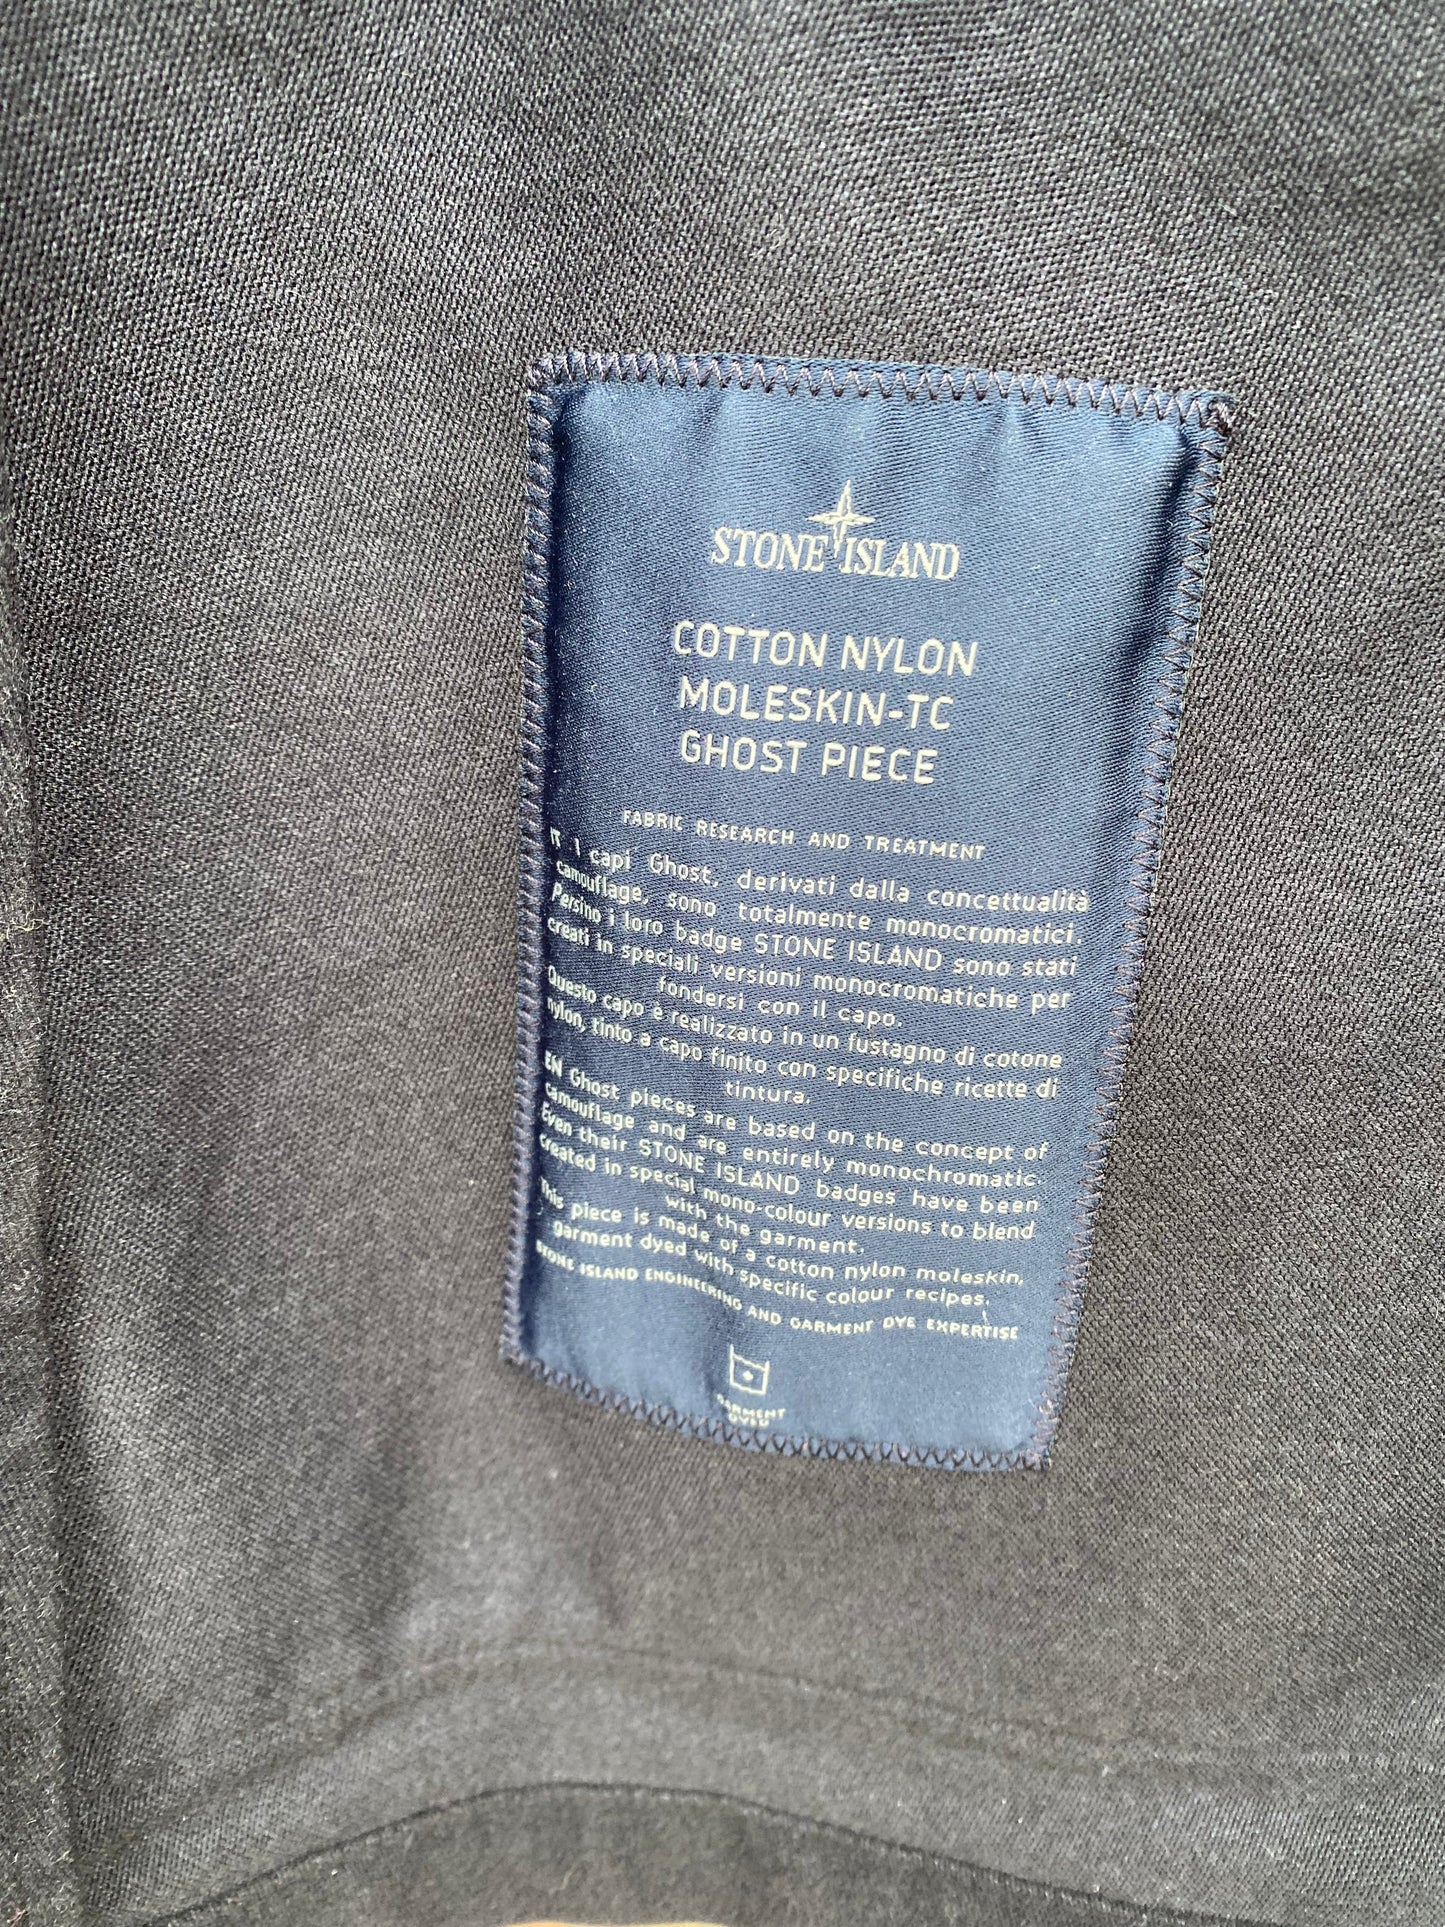 STONE ISLAND
COTTON NYLON
MOLESKIN-TC
GHOST PIECE
FABRIC RESEARCH AND TREATMENT
IT I capi Ghost, derivati dalla concettualità
camouflage, sono totalmente monocromatici.
Persino i loro badge STONE ISLAND sono stati
creati in speciali versioni monocromatiche per
fondersi con il capo.
Questo capo è realizzato in un fustagno di cotone
nylon, tinto a capo finito con specifiche ricette di
tintura.
EN Ghost pieces are based on the concept of
camouflage and are entirely monochromatic.
Even their STONE ISLAND badges have been
created in special mono-colour versions to blend
with the garment.
This piece is made of a cotton nylon moleskin,
garment dyed with specific colour recipes.
STONE ISLAND ENGINEERING AND GARMENT DYE EXPERTISE
GARMENT
DYED